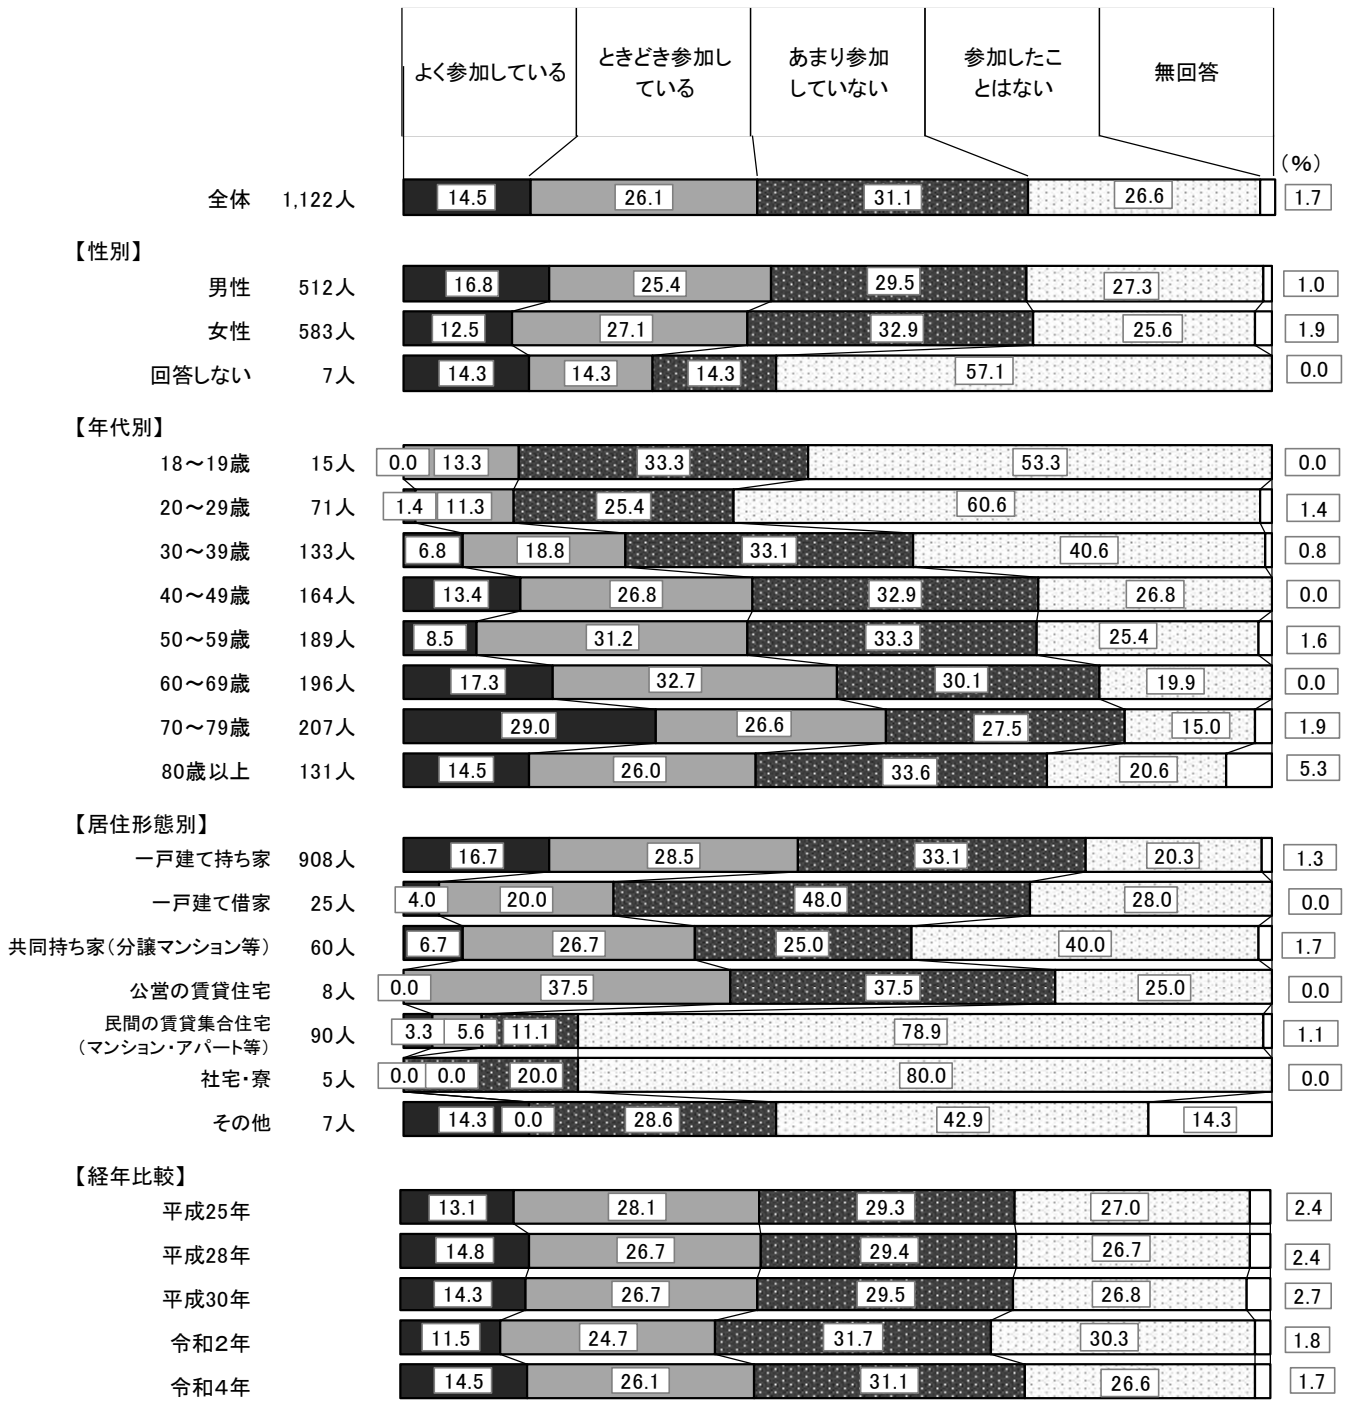 よく参加している
ときどき参加し
ている
あまり参加
していない
参加したこ
とはない
無回答
(%)
全体 1,122人 14.5 26.1 31.1 26.6 1.7
【性別】
男性 512人 16.8 25.4 29.5 27.3 1.0
女性 583人 12.5 27.1 32.9 25.6 1.9
回答しない 7人 14.3 14.3 14.3 57.1 0.0
【年代別】
18～19歳 15人 0.0 13.3 33.3 53.3 0.0
20～29歳 71人 1.4 11.3 25.4 60.6 1.4
30～39歳 133人 6.8 18.8 33.1 40.6 0.8
40～49歳 164人 13.4 26.8 32.9 26.8 0.0
50～59歳 189人 8.5 31.2 33.3 25.4 1.6
60～69歳 196人 17.3 32.7 30.1 19.9 0.0
70～79歳 207人 29.0 26.6 27.5 15.0 1.9
80歳以上 131人 14.5 26.0 33.6 20.6 5.3
【居住形態別】
一戸建て持ち家 908人 16.7 28.5 33.1 20.3 1.3
一戸建て借家 25人 4.0 20.0 48.0 28.0 0.0
共同持ち家(分譲マンション等) 60人 6.7 26.7 25.0 40.0 1.7
公営の賃貸住宅 8人 0.0 37.5 37.5 25.0 0.0
民間の賃貸集合住宅
(マンション・アパート等) 90人 3.3 5.6 11.1 78.9 1.1
社宅・寮 5人 0.0 0.0 20.0 80.0 0.0
その他 7人 14.3 0.0 28.6 42.9 14.3
【経年比較】
平成25年 13.1 28.1 29.3 27.0 2.4
平成28年 14.8 26.7 29.4 26.7 2.4
平成30年 14.3 26.7 29.5 26.8 2.7
令和2年 11.5 24.7 31.7 30.3 1.8
令和4年 14.5 26.1 31.1 26.6 1.7